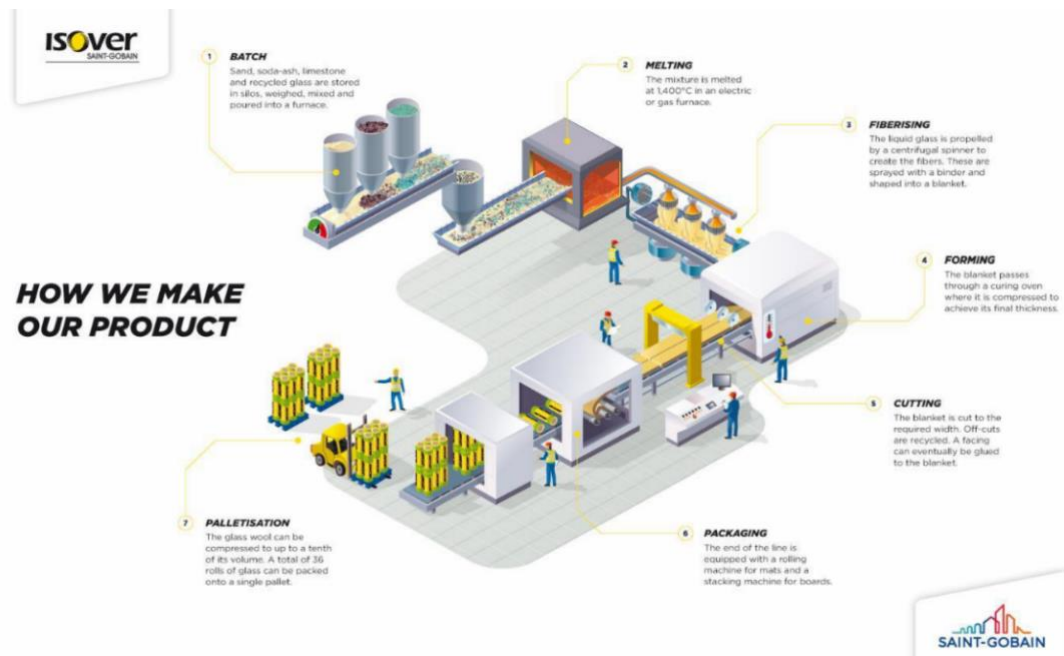 ISOVER
SAINT-GOBAIN
1
BATCH
Sand, soda-ash, limestone
and recycled glass are stored
in silos, weighed, mixed and
poured into a furnace.
2
MELTING
The mixture is melted
at 1,400°C in an electric
or gas furnace.
3
FIBERISING
The liquid glass is propelled
by a centrifugal spinner to
create the fibers. These are
sprayed with a binder and
shaped into a blanket.
4
FORMING
The blanket passes
through a curing oven
where it is compressed to
achieve its final thickness.
HOW WE MAKE
OUR PRODUCT
5
CUTTING
The blanket is cut to the
required width. Off-cuts
are recycled. A facing
can eventually be glued
to the blanket.
6
PACKAGING
The end of the line is
equipped with a rolling
machine for mats and a
stacking machine for boards.
7
PALLETISATION
The glass wool can be
compressed to up to a tenth
of its volume. A total of 36
rolls of glass can be packed
onto a single pallet.
SAINT-GOBAIN